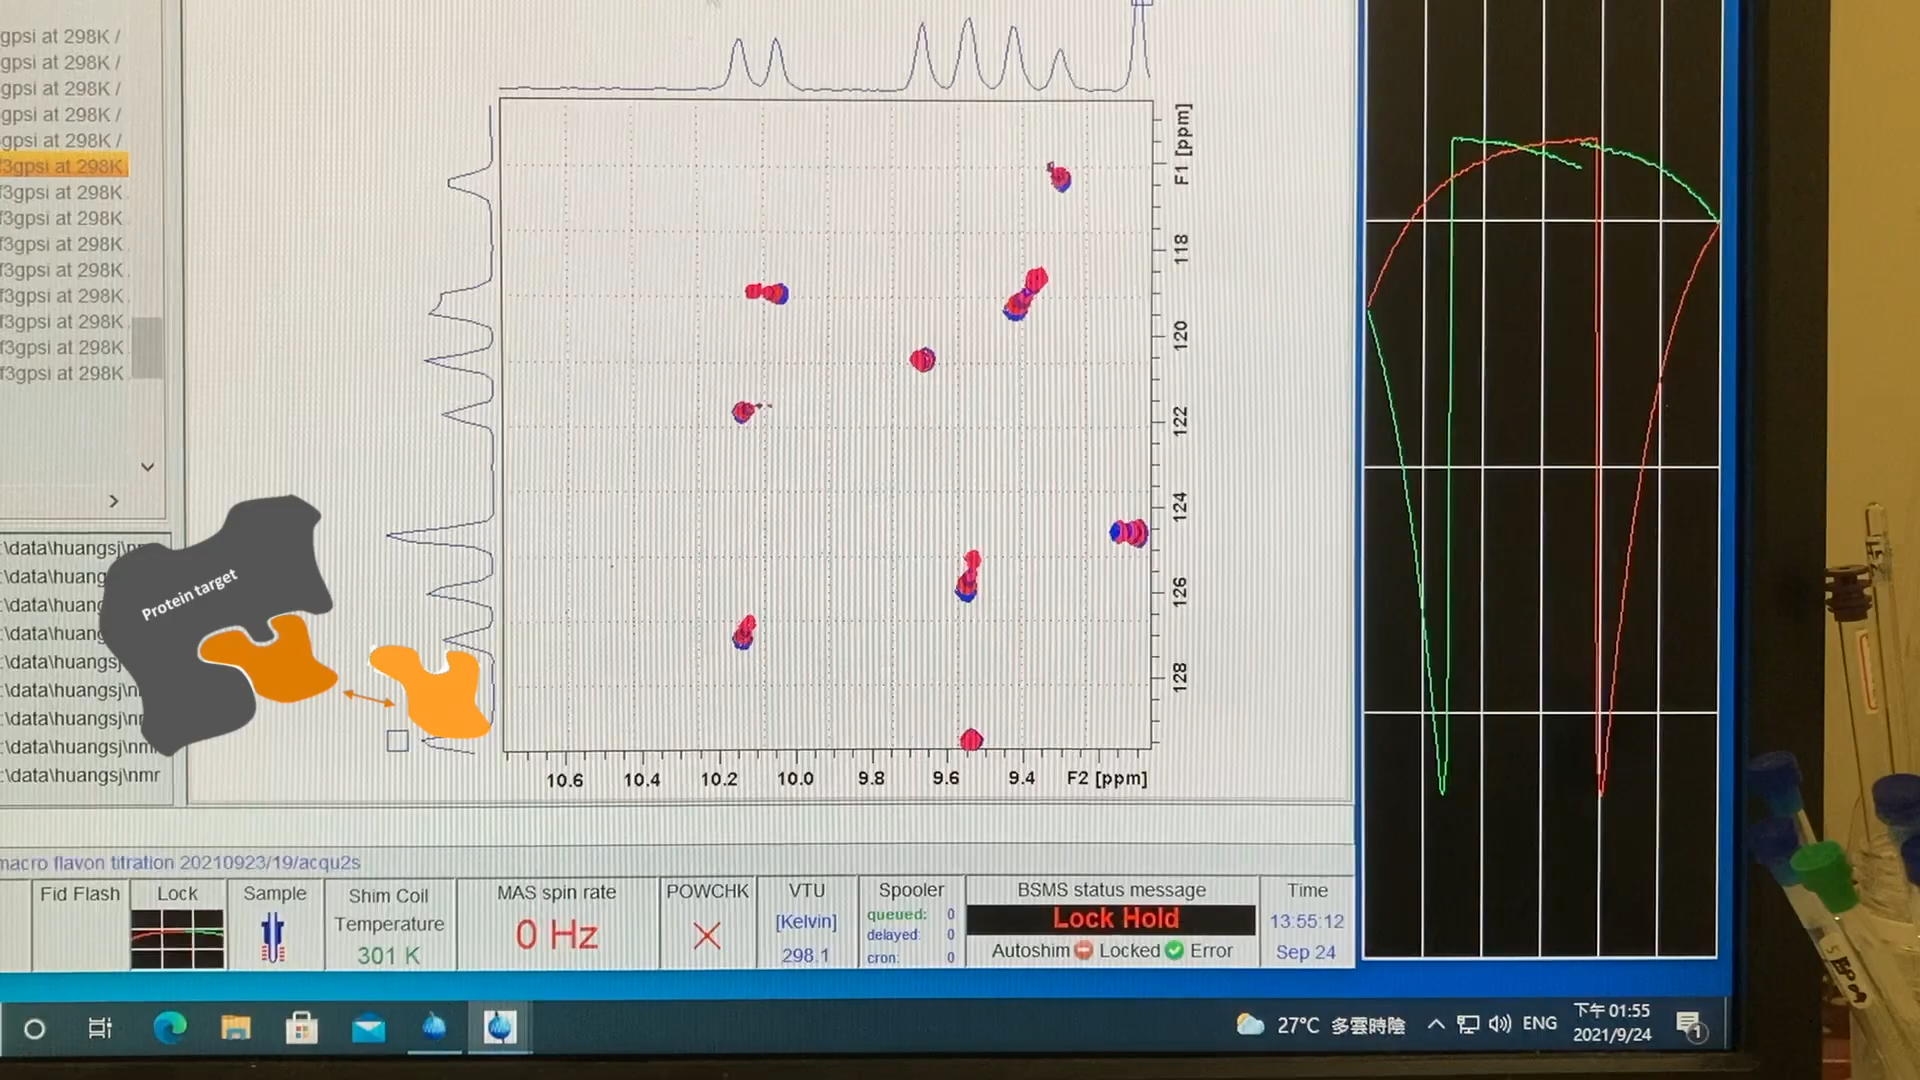 gpsi at 298K /
gpsi at 298K /
gpsi at 298K /
gpsi at 298K /
gpsi at 298K /
f3gpsi at 298K
f3gpsi at 298K
f3gpsi at 298K
f3gpsi at 298K
f3gpsi at 298K
f3gpsi at 298K
f3gpsi at 298K
f3gpsi at 298K
f3gpsi at 298K
:\data\huangsj\n
:\data\huang
:\data\huang
:\data\huang
:\data\huangsj
:\data\huangsj\n
:\data\huangsj\n
:\data\huangsj\nm
:\data\huangsj\nmr
Protein target
F1 [ppm]
118
120
122
124
126
128
10.6 10.4 10.2 10.0 9.8 9.6 9.4 F2 [ppm]
macro flavon titration 20210923/19/acqu2s
Fid Flash
Lock
Sample
Shim Coil
Temperature
301 K
MAS spin rate
0 Hz
POWCHK
VTU
[Kelvin]
298.1
Spooler
queued: 0
delayed: 0
cron: 0
BSMS status message
Lock Hold
Autoshim Locked Error
Time
13:55:12
Sep 24
27°C 多雲時陰
ENG
下午 01:55
2021/9/24
1